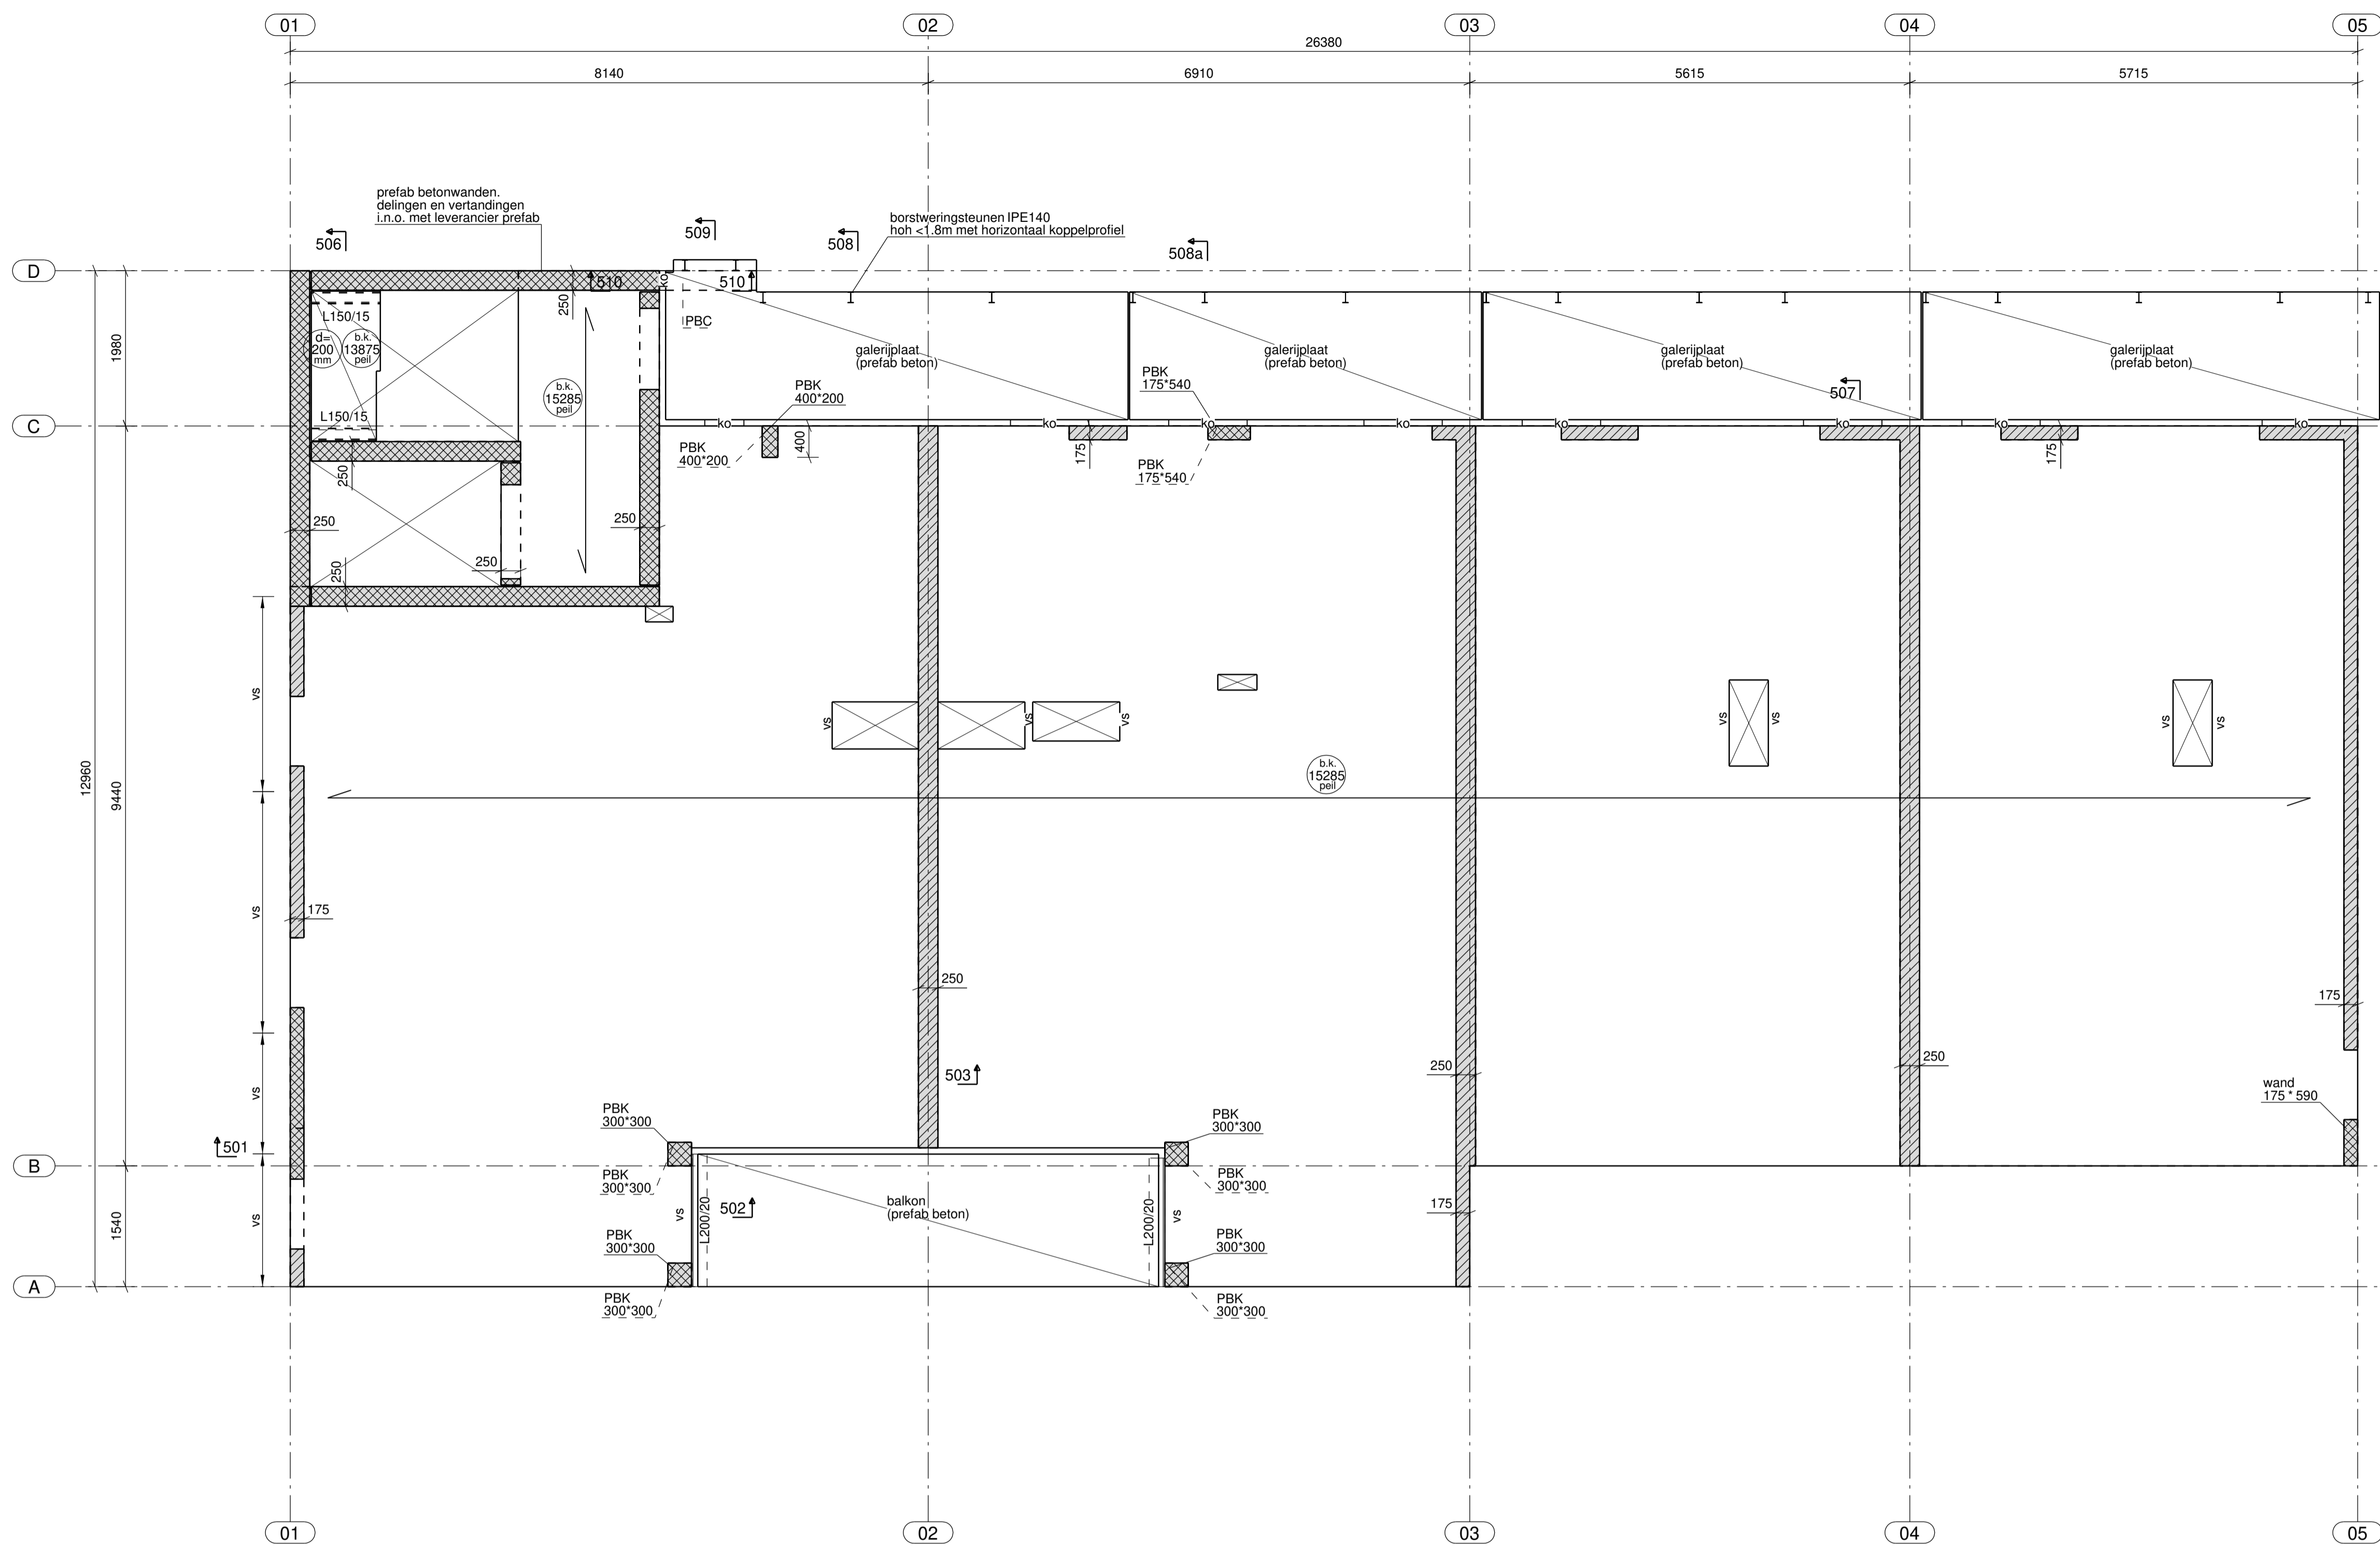 01
02
03
04
05
26380
8140
6910
5615
5715
prefab betonwanden.
delingen en vertandingen
i.n.o. met leverancier prefab
borstweringsteunen IPE140
hoh <1.8m met horizontaal koppelprofiel
506
509
508
508a
D
510
510
ko
250
L150/15
PBC
d=
200
mm
b.k.
13875
peil
1980
galerijplaat
(prefab beton)
galerijplaat
(prefab beton)
galerijplaat
(prefab beton)
galerijplaat
(prefab beton)
PBK
400*200
PBK
175*540
b.k.
15285
peil
507
L150/15
C
ko
ko
ko
ko
ko
ko
ko
ko
PBK
400*200
400
175
PBK
175*540
175
250
250
250
250
250
vs
vs
vs
vs
vs
vs
vs
vs
b.k.
15285
peil
12960
9440
vs
175
250
175
503
250
250
vs
wand
175 * 590
PBK
300*300
PBK
300*300
501
B
PBK
300*300
PBK
300*300
1540
vs
vs
L200/20
502
balkon
(prefab beton)
L200/20
vs
175
PBK
300*300
PBK
300*300
A
PBK
300*300
PBK
300*300
01
02
03
04
05